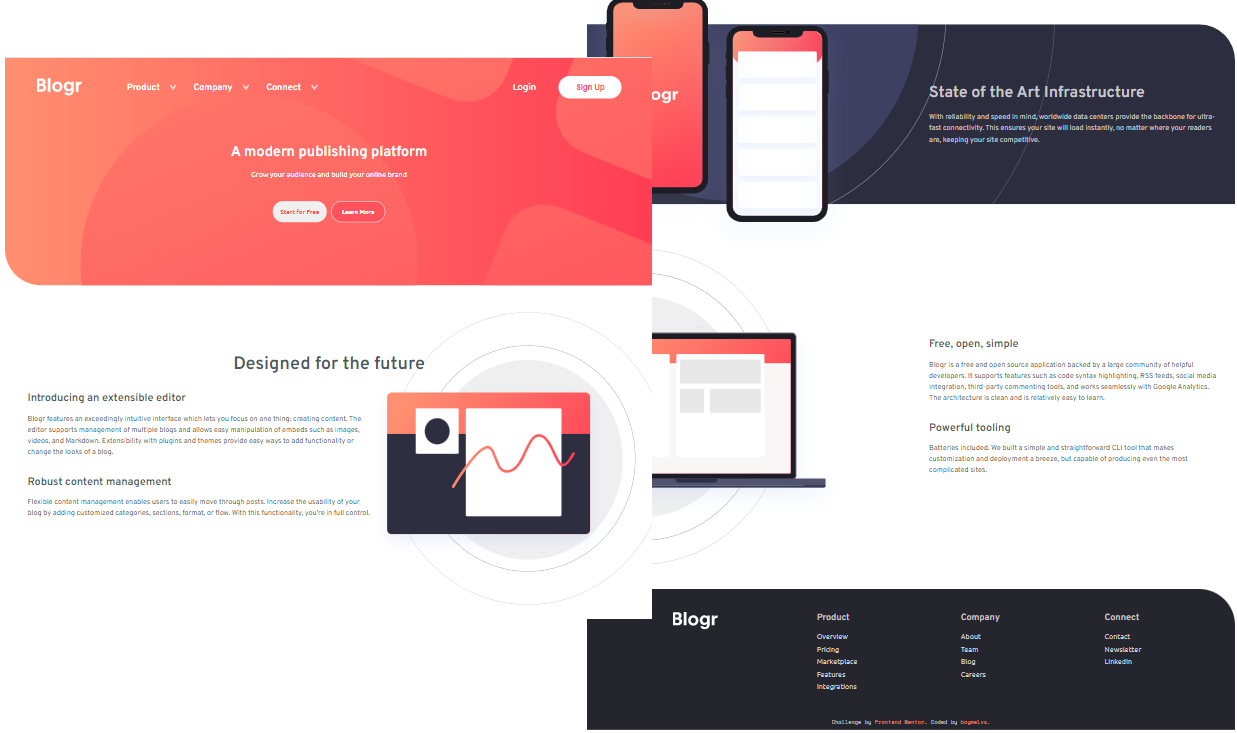 Blogr
Product
Company
Connect
Login
Sign Up
A modern publishing platform
Grow your audience and build your online brand
Start for Free
Learn More
Designed for the future
Introducing an extensible editor
Blogr features an exceedingly intuitive interface which lets you focus on one thing: creating content. The
editor supports management of multiple blogs and allows easy manipulation of embeds such as images,
videos, and Markdown. Extensibility with plugins and themes provide easy ways to add functionality or
change the looks of a blog.
Robust content management
Flexible content management enables users to easily move through posts. Increase the usability of your
blog by adding customized categories, sections, format, or flow. With this functionality, you're in full control.
ogr
State of the Art Infrastructure
With reliability and speed in mind, worldwide data centers provide the backbone for ultra-
fast connectivity. This ensures your site will load instantly, no matter where your readers
are, keeping your site competitive.
Free, open, simple
Blogr is a free and open source application backed by a large community of helpful
developers. It supports features such as code syntax highlighting, RSS feeds, social media
integration, third-party commenting tools, and works seamlessly with Google Analytics.
The architecture is clean and is relatively easy to learn.
Powerful tooling
Batteries included. We built a simple and straightforward CLI tool that makes
customization and deployment a breeze, but capable of producing even the most
complicated sites.
Blogr
Product
Overview
Pricing
Marketplace
Features
Integrations
Company
About
Team
Blog
Careers
Connect
Contact
Newsletter
LinkedIn
Challenge by Frontend Mentor. Coded by bogmelvs.